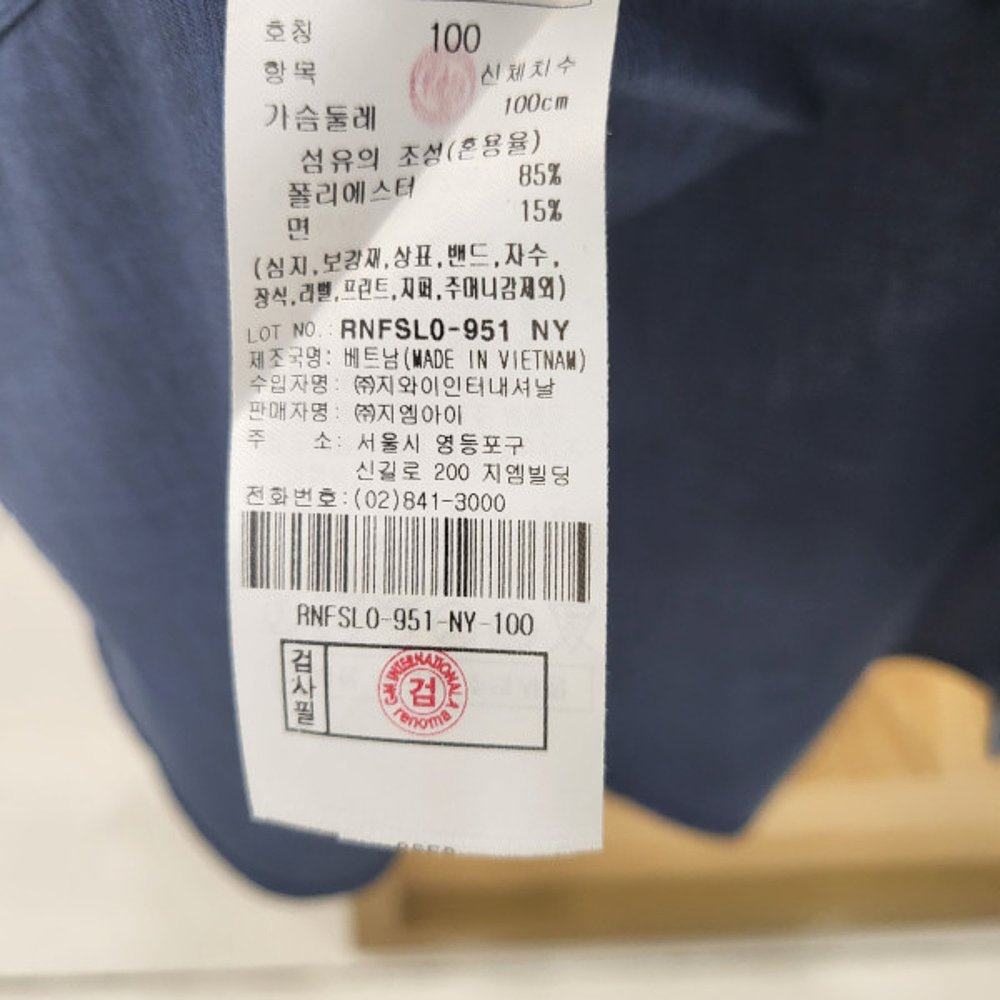 호칭 100
항목 신체치수
가슴둘레 100cm
섬유의 조성(혼용율)
폴리에스터 85%
면 15%
(심지,보강재,상표,밴드,자수,
장식,라벨,프린트,지퍼,주머니감제외)
LOT NO.: RNFSL0-951 NY
제조국명: 베트남(MADE IN VIETNAM)
수입자명: ㈜지와이인터내셔날
판매자명: ㈜지엠아이
주 소: 서울시 영등포구
신길로 200 지엠빌딩
전화번호:(02)841-3000
RNFSL0-951-NY-100
검사필
GM INTERNATIONAL
검
renoma